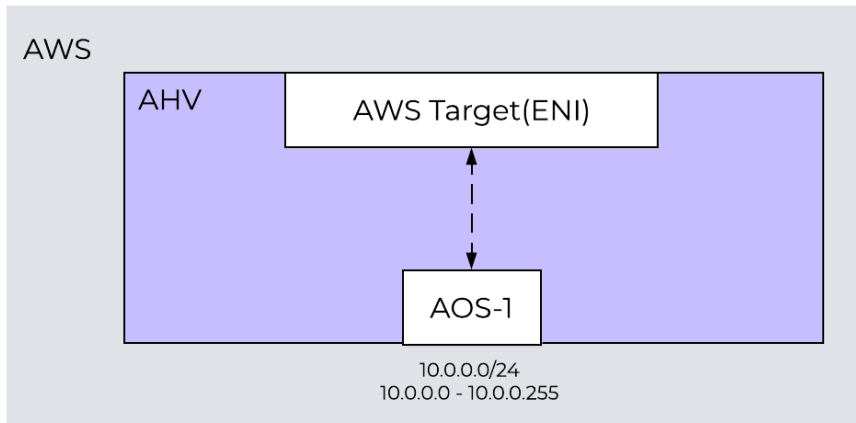 AWS
AHV
AWS Target(ENI)
AOS-1
10.0.0.0/24
10.0.0.0 - 10.0.0.255